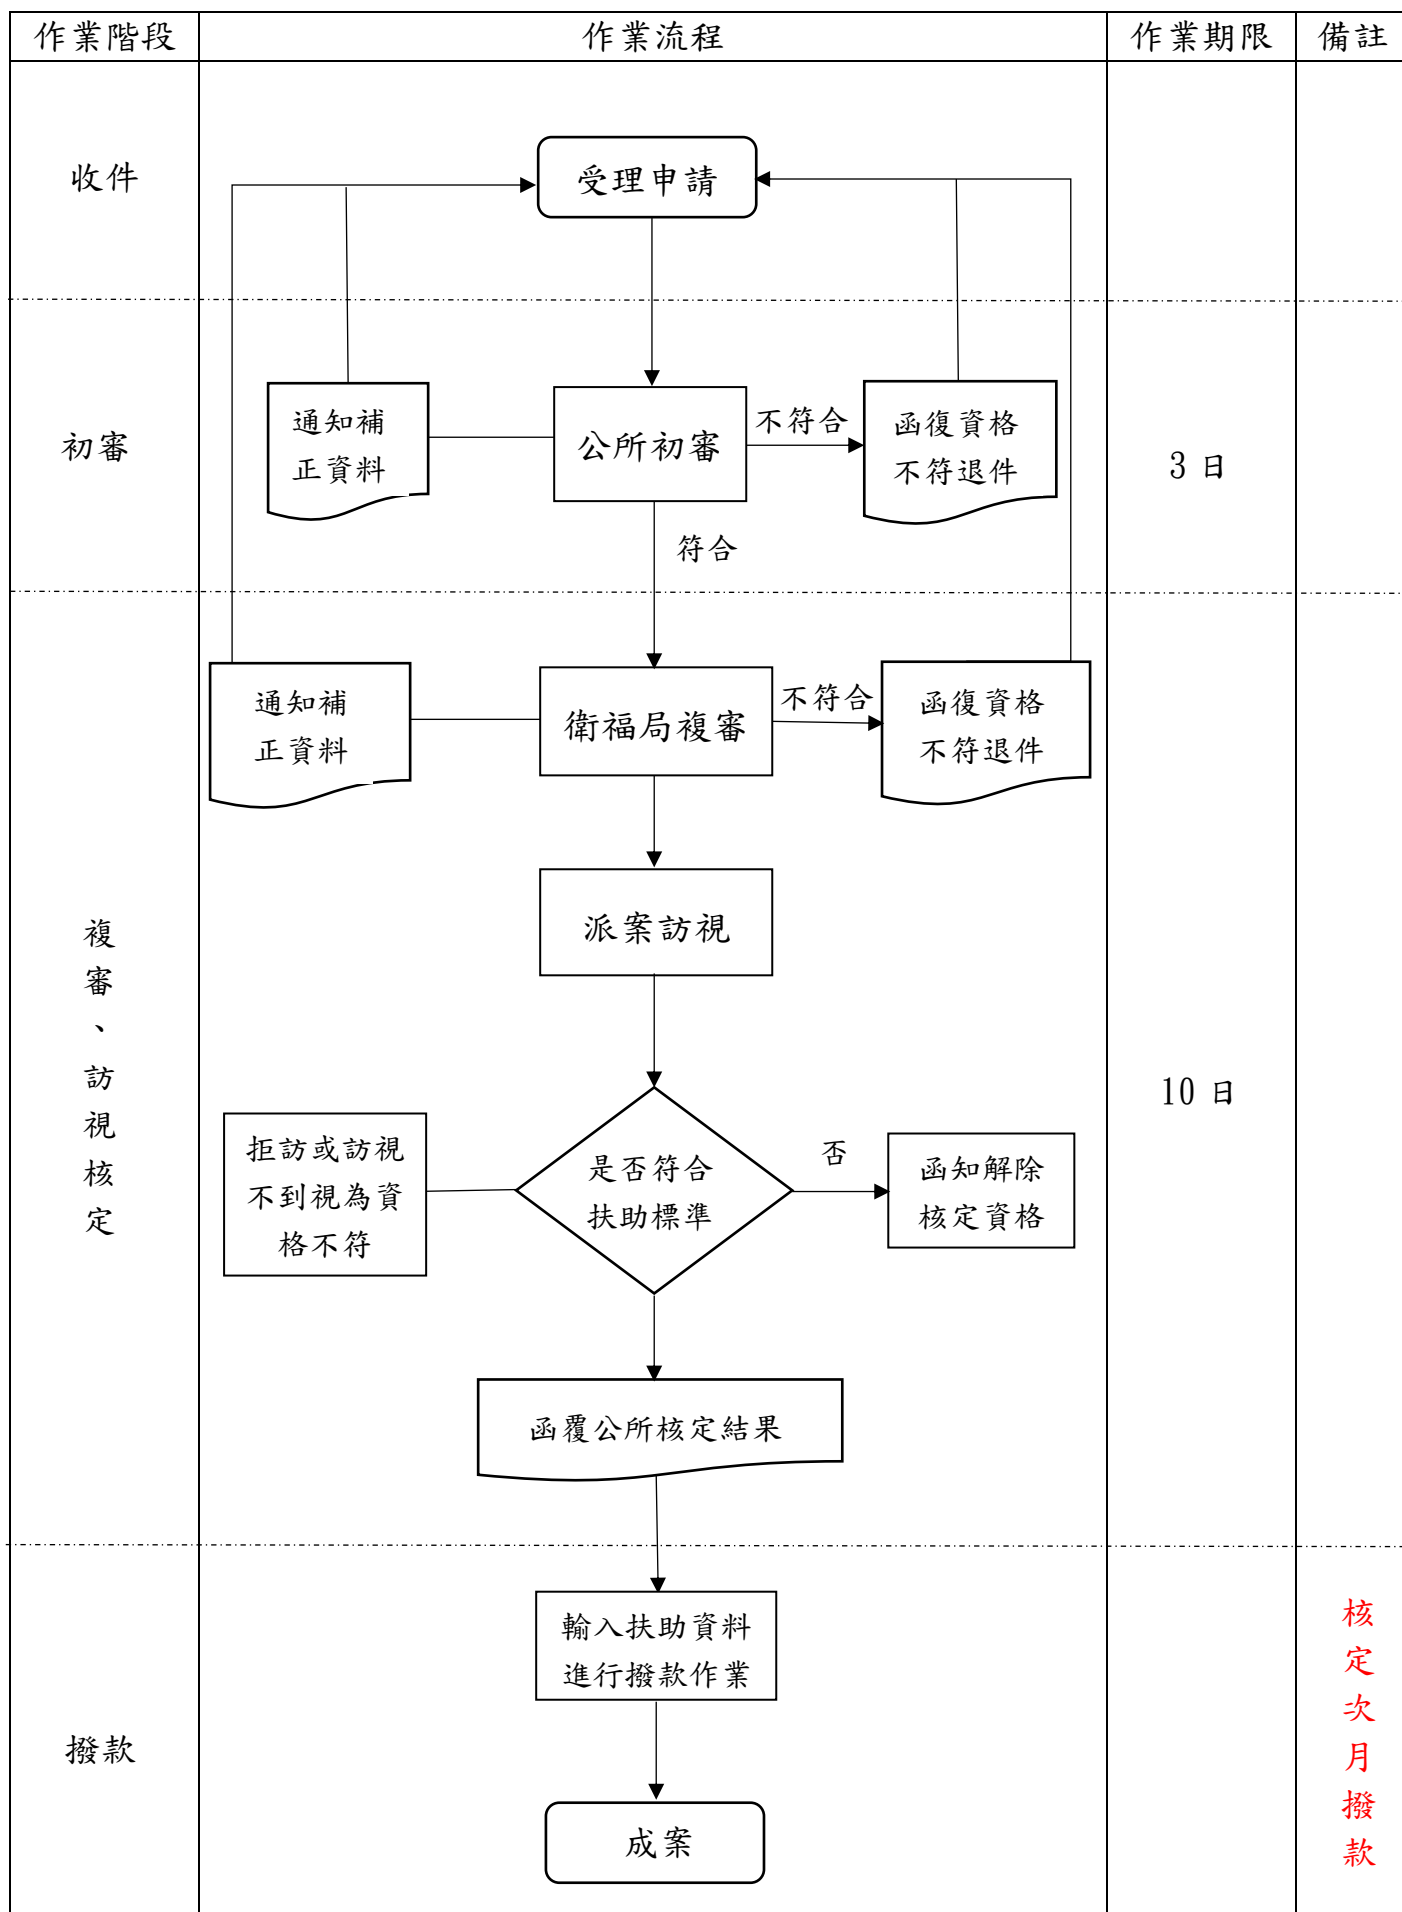 作業階段 作業流程 作業期限 備註
收件
受理申請
初審
通知補
正資料
公所初審
不符合
函復資格
不符退件
3 日
符合
通知補
正資料
衛福局複審
不符合
函復資格
不符退件
派案訪視
複
審
、
訪
視
核
定
10 日
拒訪或訪視
不到視為資
格不符
是否符合
扶助標準
否
函知解除
核定資格
函覆公所核定結果
撥款
輸入扶助資料
進行撥款作業
成案
核
定
次
月
撥
款